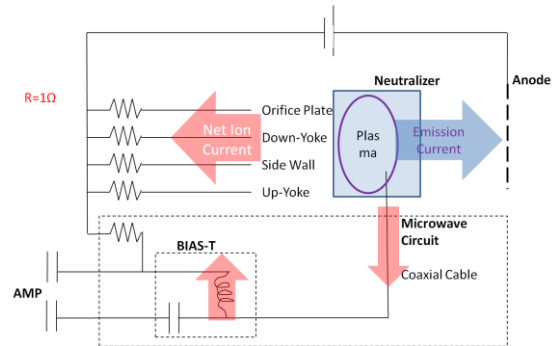 Neutralizer
Anode
R=1Ω
Orifice Plate
Net Ion
Current
Down-Yoke
Plas
ma
Emission
Current
Side Wall
Up-Yoke
Microwave
Circuit
BIAS-T
Coaxial Cable
AMP